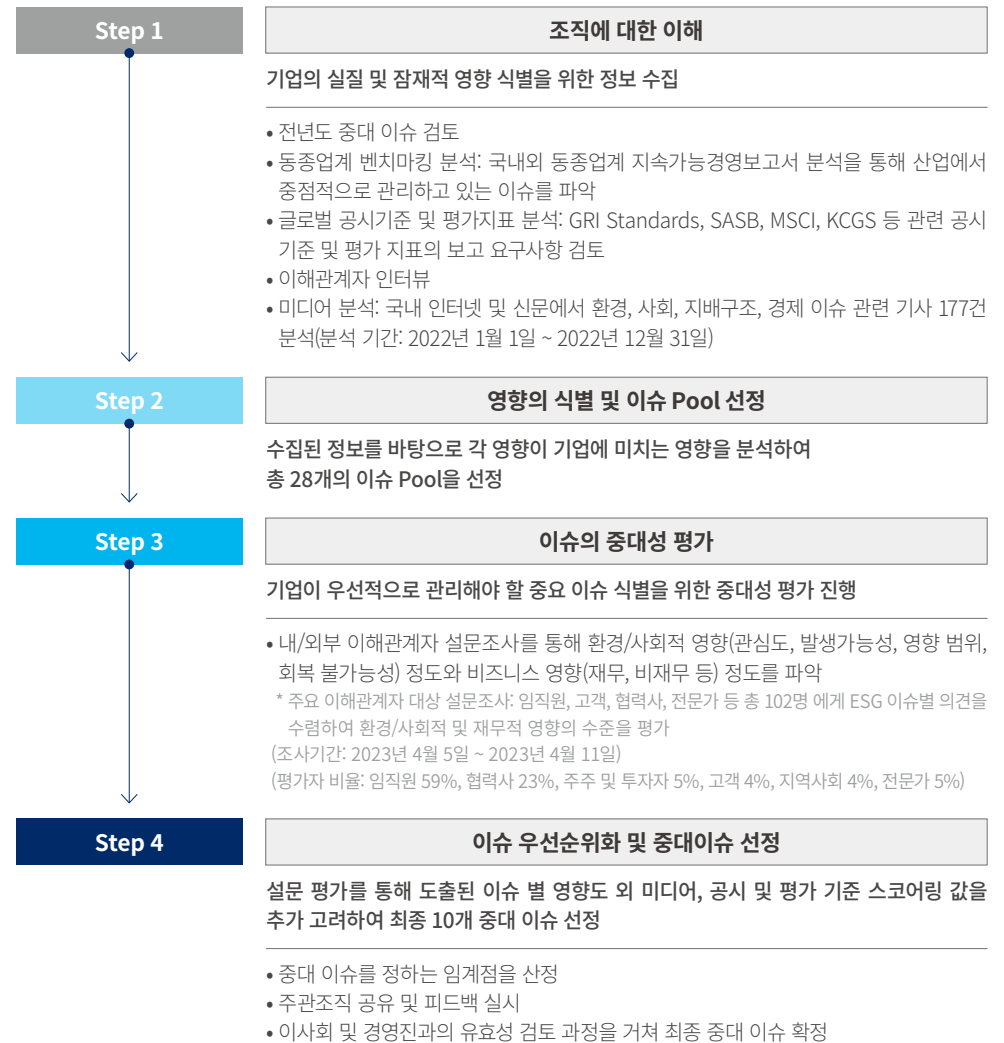 Step 1
조직에 대한 이해
기업의 실질 및 잠재적 영향 식별을 위한 정보 수집
• 전년도 중대 이슈 검토
• 동종업계 벤치마킹 분석: 국내외 동종업계 지속가능경영보고서 분석을 통해 산업에서
중점적으로 관리하고 있는 이슈를 파악
• 글로벌 공시기준 및 평가지표 분석: GRI Standards, SASB, MSCI, KCGS 등 관련 공시
기준 및 평가 지표의 보고 요구사항 검토
• 이해관계자 인터뷰
• 미디어 분석: 국내 인터넷 및 신문에서 환경, 사회, 지배구조, 경제 이슈 관련 기사 177건
분석(분석 기간: 2022년 1월 1일 ~ 2022년 12월 31일)
Step 2
영향의 식별 및 이슈 Pool 선정
수집된 정보를 바탕으로 각 영향이 기업에 미치는 영향을 분석하여
총 28개의 이슈 Pool을 선정
Step 3
이슈의 중대성 평가
기업이 우선적으로 관리해야 할 중요 이슈 식별을 위한 중대성 평가 진행
• 내/외부 이해관계자 설문조사를 통해 환경/사회적 영향(관심도, 발생가능성, 영향 범위,
회복 불가능성) 정도와 비즈니스 영향(재무, 비재무 등) 정도를 파악
* 주요 이해관계자 대상 설문조사: 임직원, 고객, 협력사, 전문가 등 총 102명 에게 ESG 이슈별 의견을
수렴하여 환경/사회적 및 재무적 영향의 수준을 평가
(조사기간: 2023년 4월 5일 ~ 2023년 4월 11일)
(평가자 비율: 임직원 59%, 협력사 23%, 주주 및 투자자 5%, 고객 4%, 지역사회 4%, 전문가 5%)
Step 4
이슈 우선순위화 및 중대이슈 선정
설문 평가를 통해 도출된 이슈 별 영향도 외 미디어, 공시 및 평가 기준 스코어링 값을
추가 고려하여 최종 10개 중대 이슈 선정
• 중대 이슈를 정하는 임계점을 산정
• 주관조직 공유 및 피드백 실시
• 이사회 및 경영진과의 유효성 검토 과정을 거쳐 최종 중대 이슈 확정